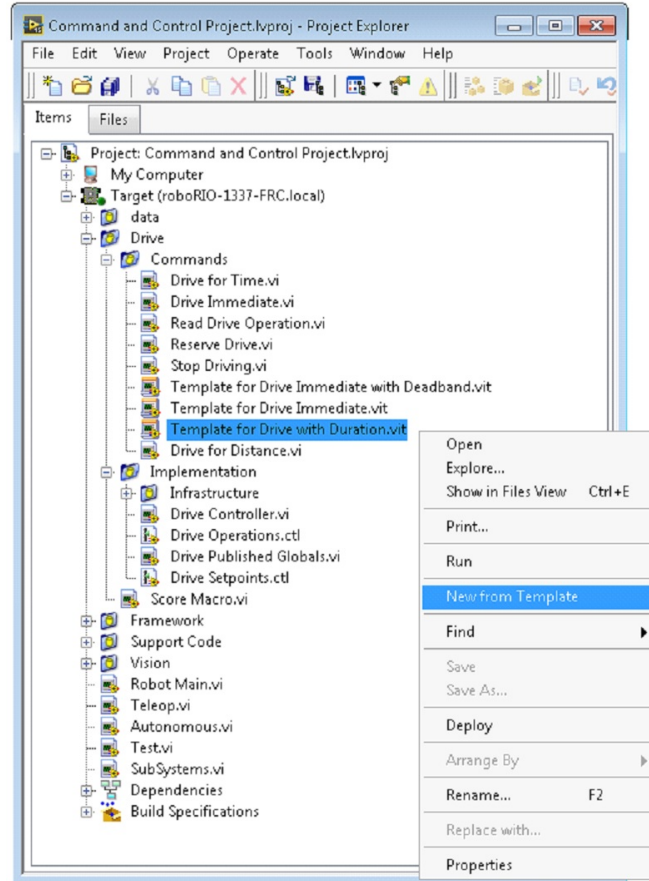 Command and Control Project.lvproj - Project Explorer
File Edit View Project Operate Tools Window Help
Items Files
Project: Command and Control Project.lvproj
My Computer
Target (roboRIO-1337-FRC.local)
data
Drive
Commands
Drive for Time.vi
Drive Immediate.vi
Read Drive Operation.vi
Reserve Drive.vi
Stop Driving.vi
Template for Drive Immediate with Deadband.vit
Template for Drive Immediate.vit
Template for Drive with Duration.vit
Drive for Distance.vi
Implementation
Infrastructure
Drive Controller.vi
Drive Operations.ctl
Drive Published Globals.vi
Drive Setpoints.ctl
Score Macro.vi
Framework
Support Code
Vision
Robot Main.vi
Teleop.vi
Autonomous.vi
Test.vi
SubSystems.vi
Dependencies
Build Specifications
Open
Explore...
Show in Files View Ctrl+E
Print...
Run
New from Template
Find
Save
Save As...
Deploy
Arrange By
Rename... F2
Replace with...
Properties